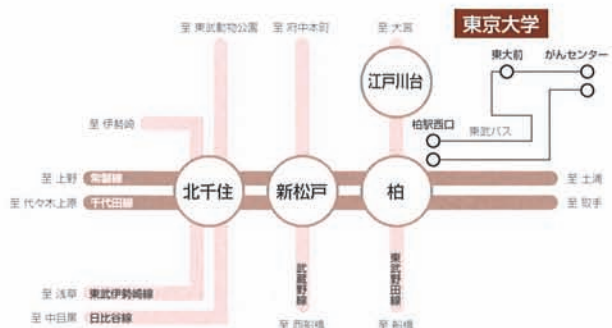 至 東武動物公園
至 府中本町
至 大宮
東京大学
東大前
がんセンター
江戸川台
柏駅西口
東武バス
至 伊勢崎
至 上野
常磐線
北千住
新松戸
柏
至 土浦
至 代々木上原
千代田線
至 取手
武蔵野線
東武野田線
至 浅草
東武伊勢崎線
至 中目黒
日比谷線
至 西船橋
至 船橋